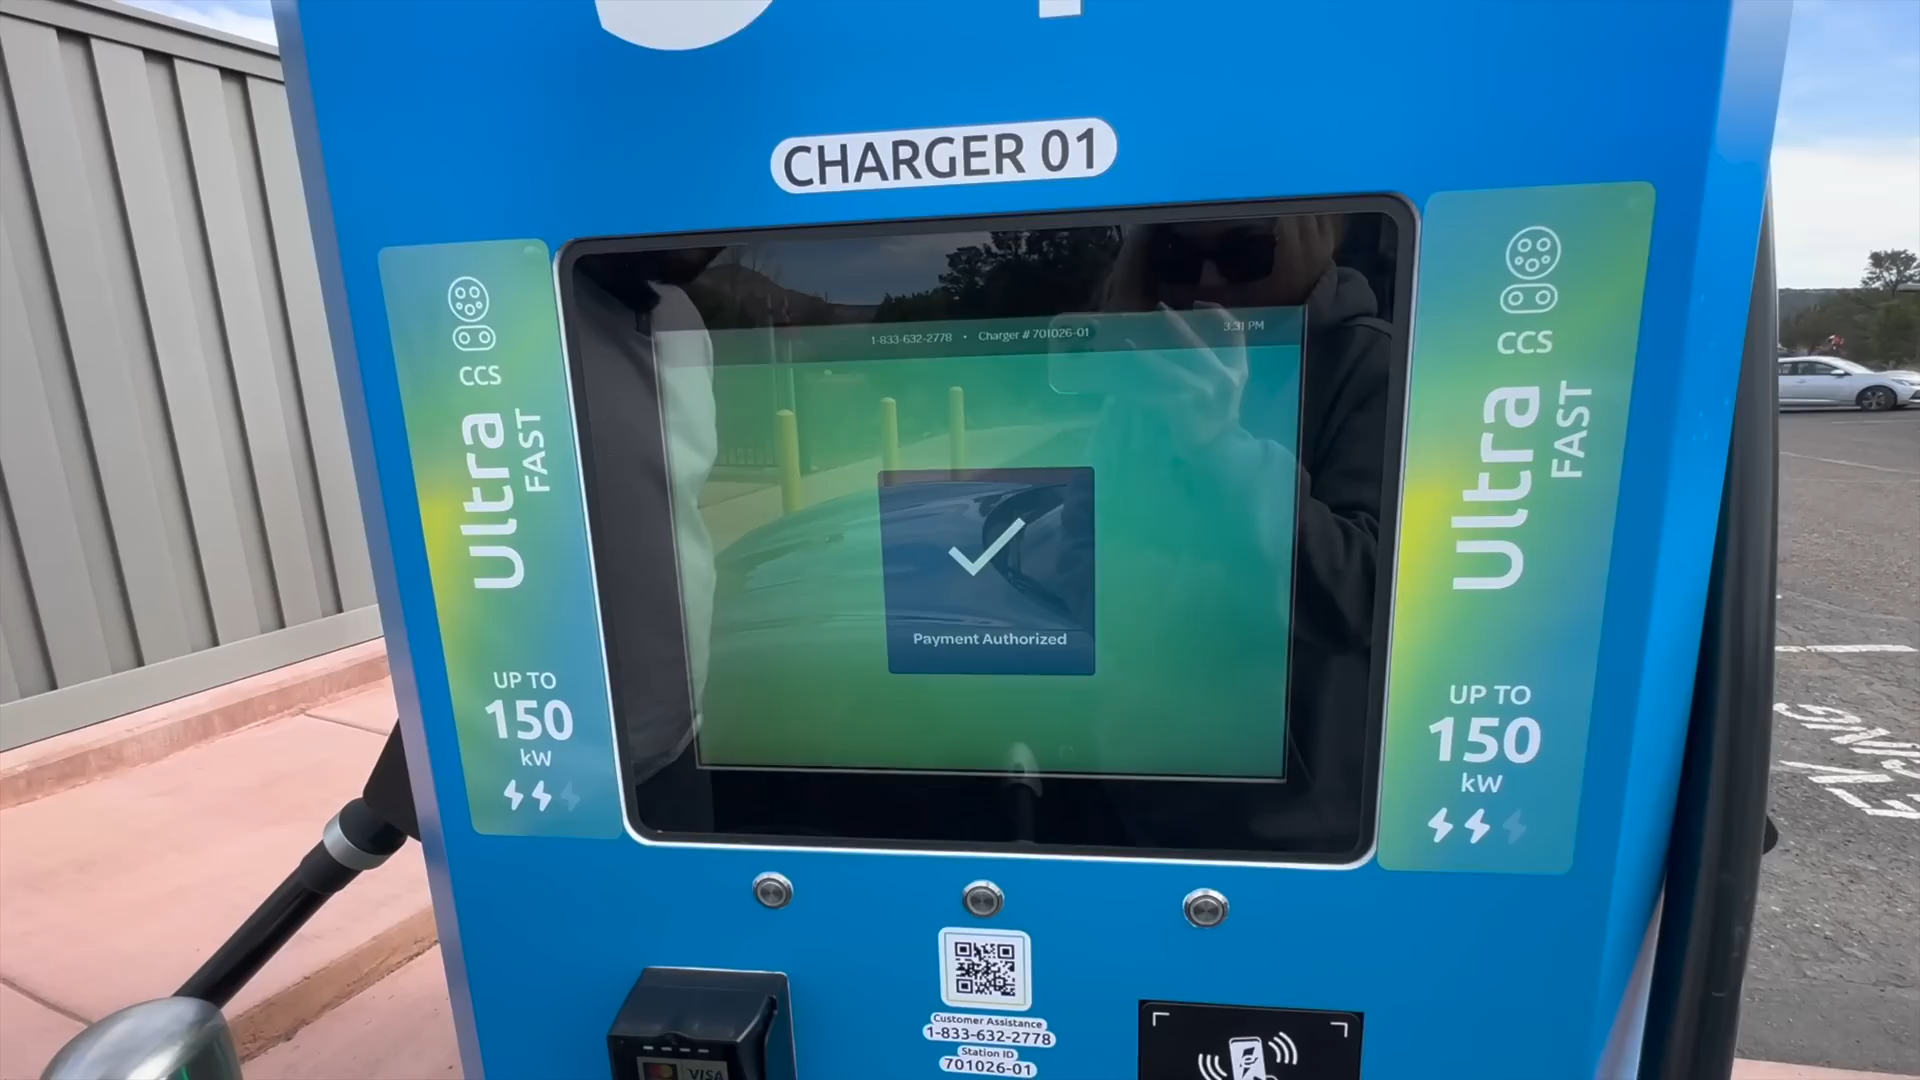 CHARGER 01
1-833-632-2778 • Charger # 701026-01
3:31 PM
Payment Authorized
CCS
Ultra
FAST
UP TO
150
kW
CCS
Ultra
FAST
UP TO
150
kW
Customer Assistance
1-833-632-2778
Station ID
701026-01
VISA